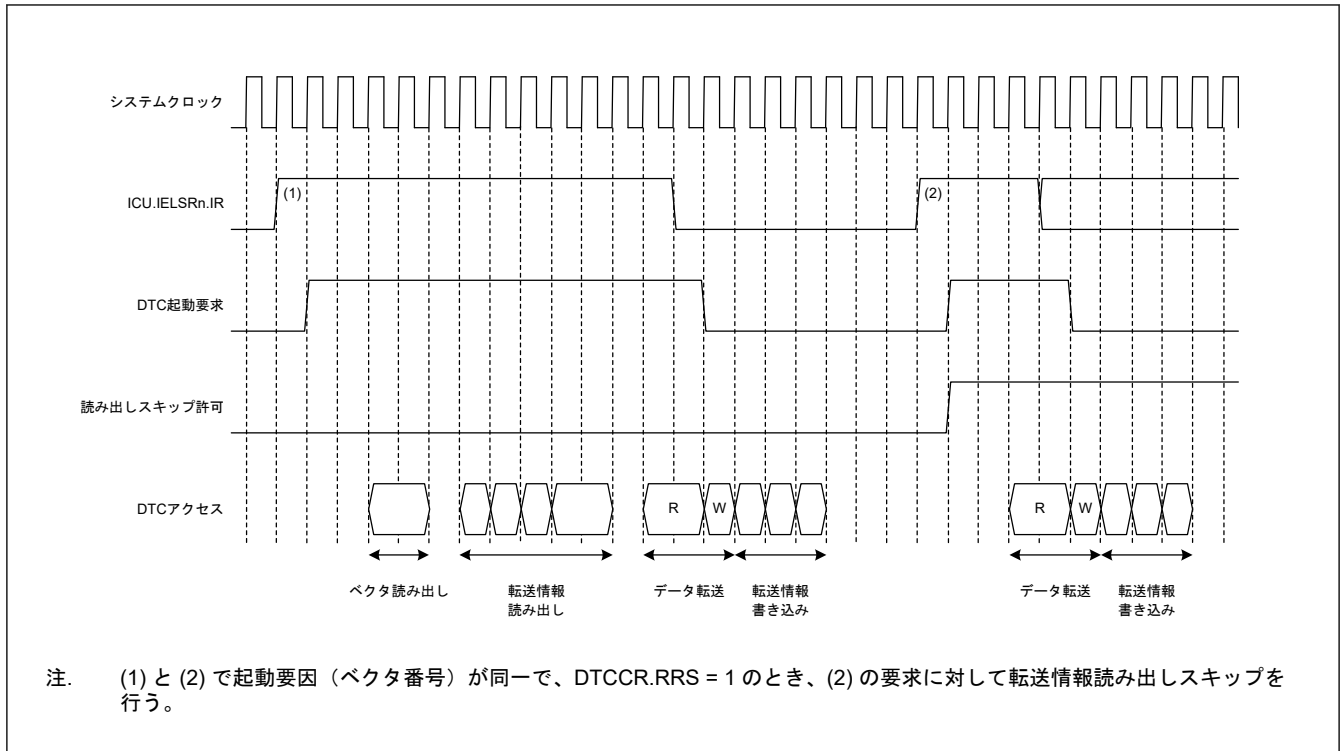 システムクロック
ICU.IELSRn.IR
(1)
(2)
DTC起動要求
読み出しスキップ許可
DTCアクセス
R
W
R
W
ベクタ読み出し
転送情報
読み出し
データ転送
転送情報
書き込み
データ転送
転送情報
書き込み
注. (1) と (2) で起動要因（ベクタ番号）が同一で、DTCCR.RRS = 1 のとき、(2) の要求に対して転送情報読み出しスキップを
行う。